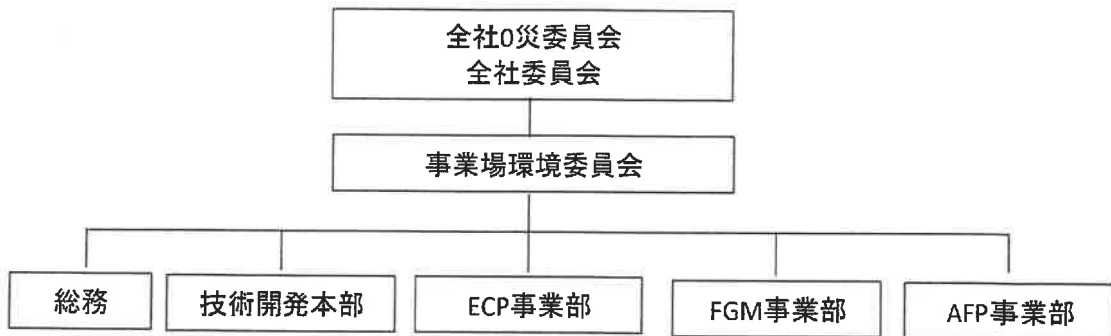 全社0災委員会
全社委員会
事業場環境委員会
総務
技術開発本部
ECP事業部
FGM事業部
AFP事業部